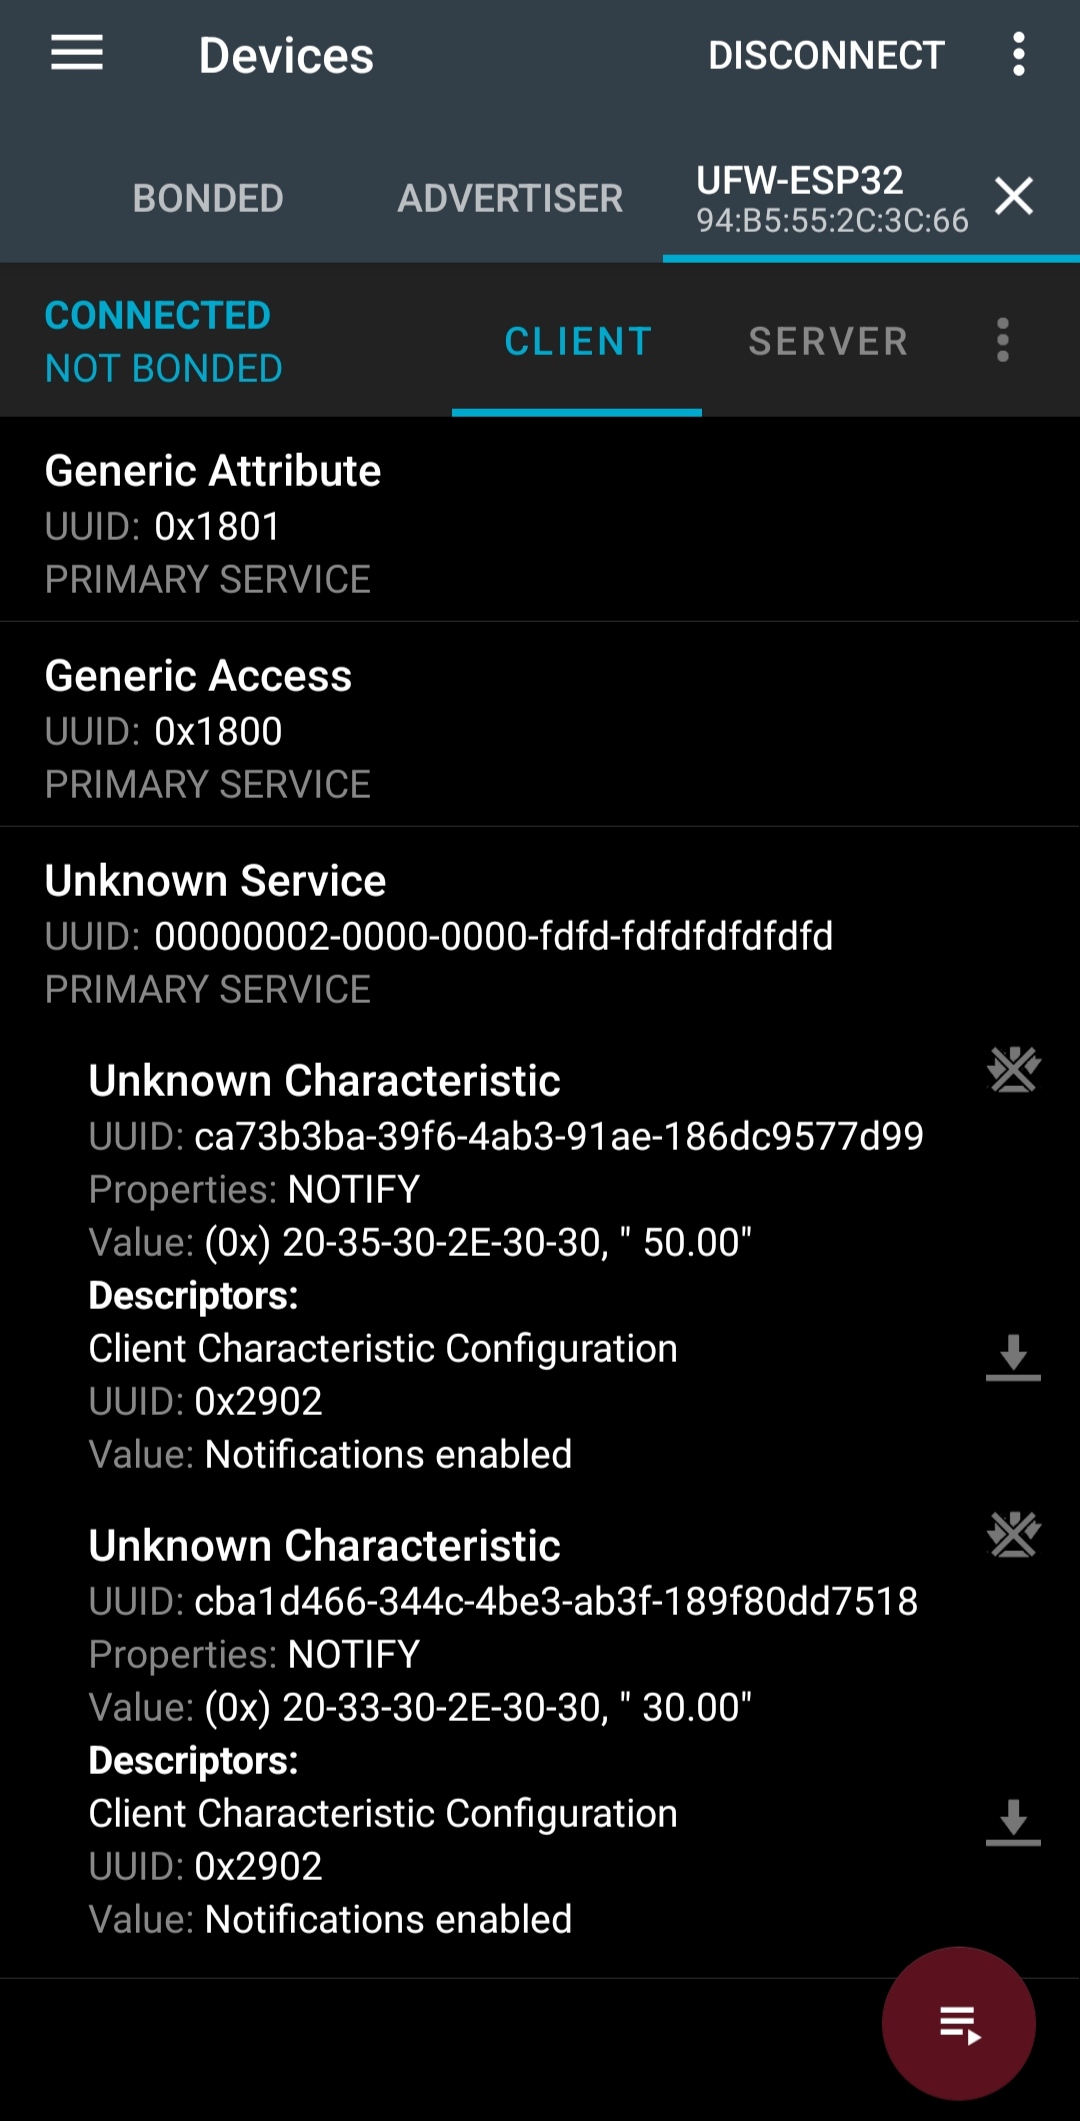 Devices
DISCONNECT
BONDED
ADVERTISER
UFW-ESP32
94:B5:55:2C:3C:66
CONNECTED
NOT BONDED
CLIENT
SERVER
Generic Attribute
UUID: 0x1801
PRIMARY SERVICE
Generic Access
UUID: 0x1800
PRIMARY SERVICE
Unknown Service
UUID: 00000002-0000-0000-fdfd-fdfdfdfdfdfd
PRIMARY SERVICE
Unknown Characteristic
UUID: ca73b3ba-39f6-4ab3-91ae-186dc9577d99
Properties: NOTIFY
Value: (0x) 20-35-30-2E-30-30, " 50.00"
Descriptors:
Client Characteristic Configuration
UUID: 0x2902
Value: Notifications enabled
Unknown Characteristic
UUID: cba1d466-344c-4be3-ab3f-189f80dd7518
Properties: NOTIFY
Value: (0x) 20-33-30-2E-30-30, " 30.00"
Descriptors:
Client Characteristic Configuration
UUID: 0x2902
Value: Notifications enabled